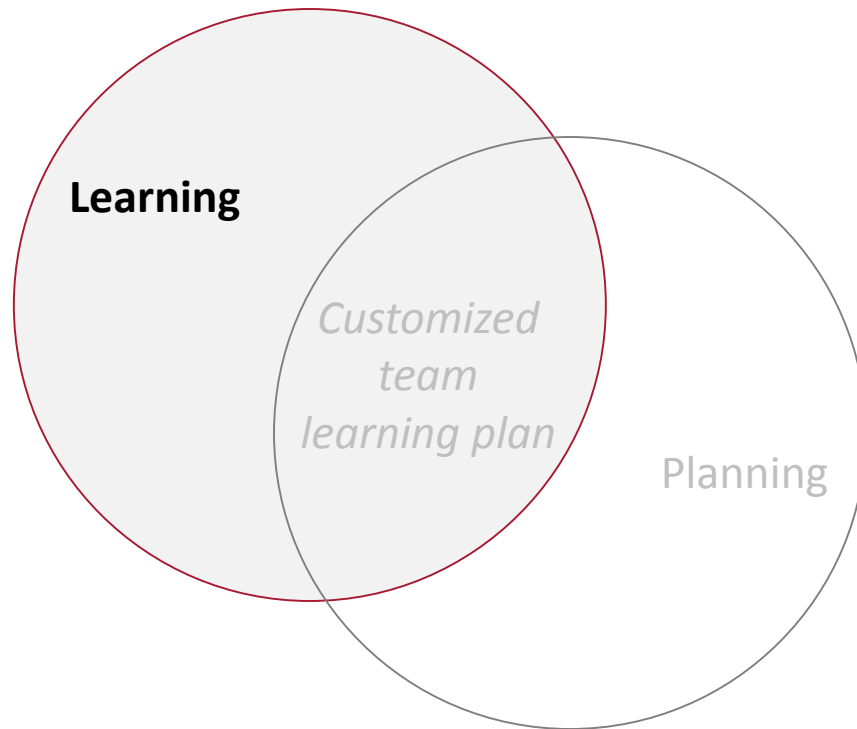 Learning
Customized
team
learning plan
Planning